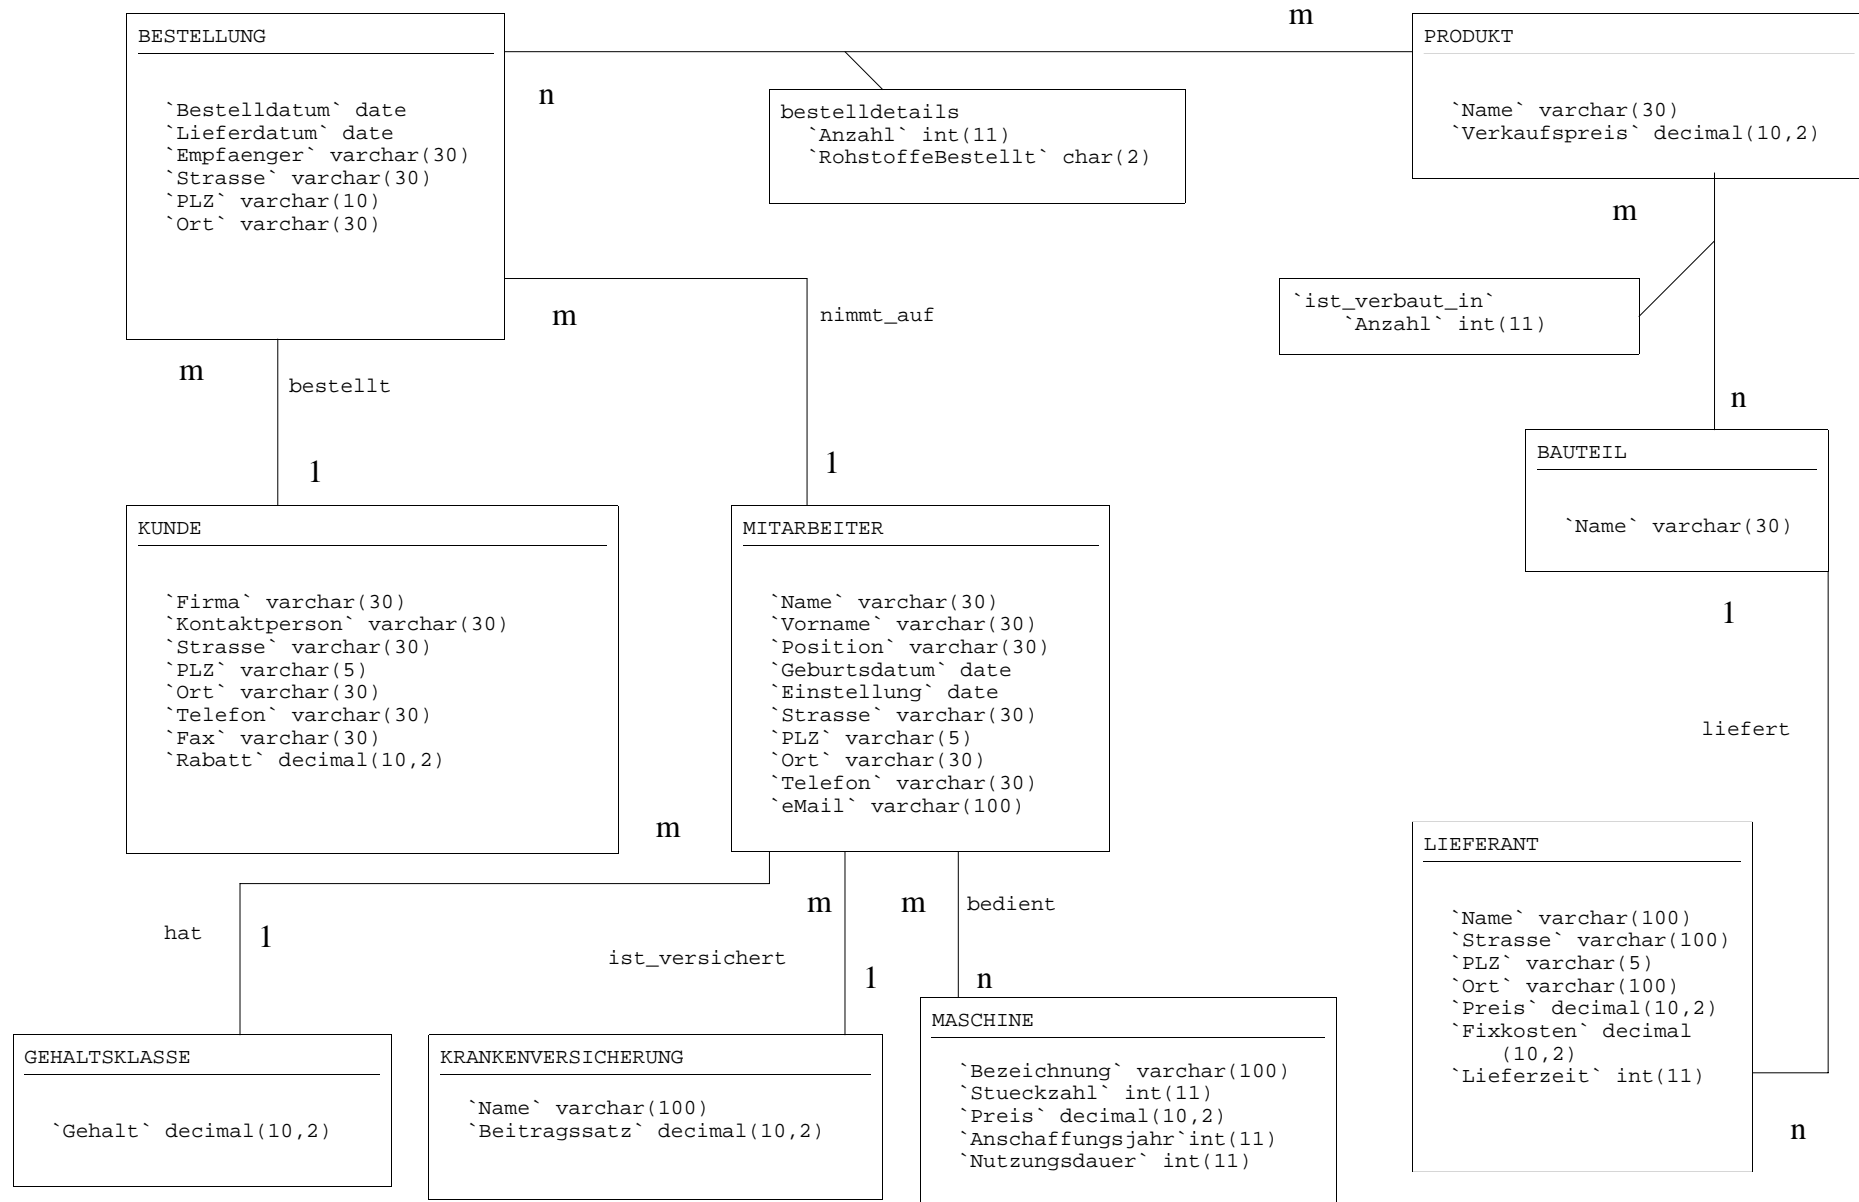 BESTELLUNG
`Bestelldatum` date
`Lieferdatum` date
`Empfaenger` varchar(30)
`Strasse` varchar(30)
`PLZ` varchar(10)
`Ort` varchar(30)
n
m
bestelldetails
`Anzahl` int(11)
`RohstoffeBestellt` char(2)
PRODUKT
`Name` varchar(30)
`Verkaufspreis` decimal(10,2)
m
`ist_verbaut_in`
`Anzahl` int(11)
n
m
nimmt_auf
1
m
bestellt
1
BAUTEIL
`Name` varchar(30)
1
liefert
KUNDE
`Firma` varchar(30)
`Kontaktperson` varchar(30)
`Strasse` varchar(30)
`PLZ` varchar(5)
`Ort` varchar(30)
`Telefon` varchar(30)
`Fax` varchar(30)
`Rabatt` decimal(10,2)
MITARBEITER
`Name` varchar(30)
`Vorname` varchar(30)
`Position` varchar(30)
`Geburtsdatum` date
`Einstellung` date
`Strasse` varchar(30)
`PLZ` varchar(5)
`Ort` varchar(30)
`Telefon` varchar(30)
`eMail` varchar(100)
LIEFERANT
`Name` varchar(100)
`Strasse` varchar(100)
`PLZ` varchar(5)
`Ort` varchar(100)
`Preis` decimal(10,2)
`Fixkosten` decimal
(10,2)
`Lieferzeit` int(11)
n
m
hat
1
m
ist_versichert
1
m
bedient
n
GEHALTSKLASSE
`Gehalt` decimal(10,2)
KRANKENVERSICHERUNG
`Name` varchar(100)
`Beitragssatz` decimal(10,2)
MASCHINE
`Bezeichnung` varchar(100)
`Stueckzahl` int(11)
`Preis` decimal(10,2)
`Anschaffungsjahr`int(11)
`Nutzungsdauer` int(11)